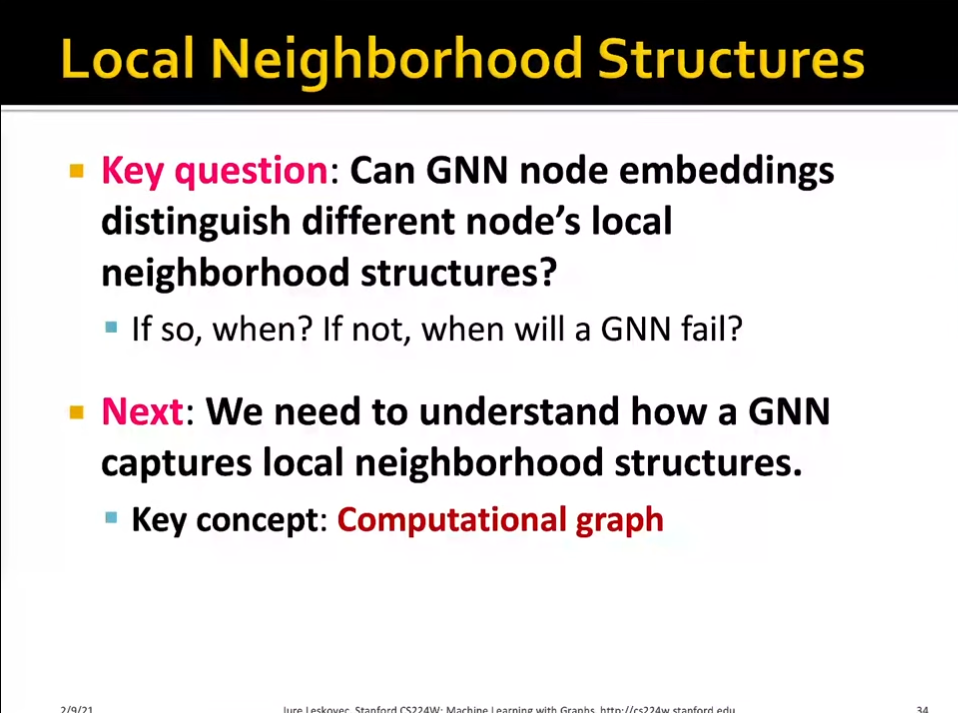 Local Neighborhood Structures
Key question: Can GNN node embeddings
distinguish different node's local
neighborhood structures?
If so, when? If not, when will a GNN fail?
Next: We need to understand how a GNN
captures local neighborhood structures.
Key concept: Computational graph
2/9/21 Jure Leskovec, Stanford CS224W: Machine Learning with Graphs, http://cs224w.stanford.edu 34